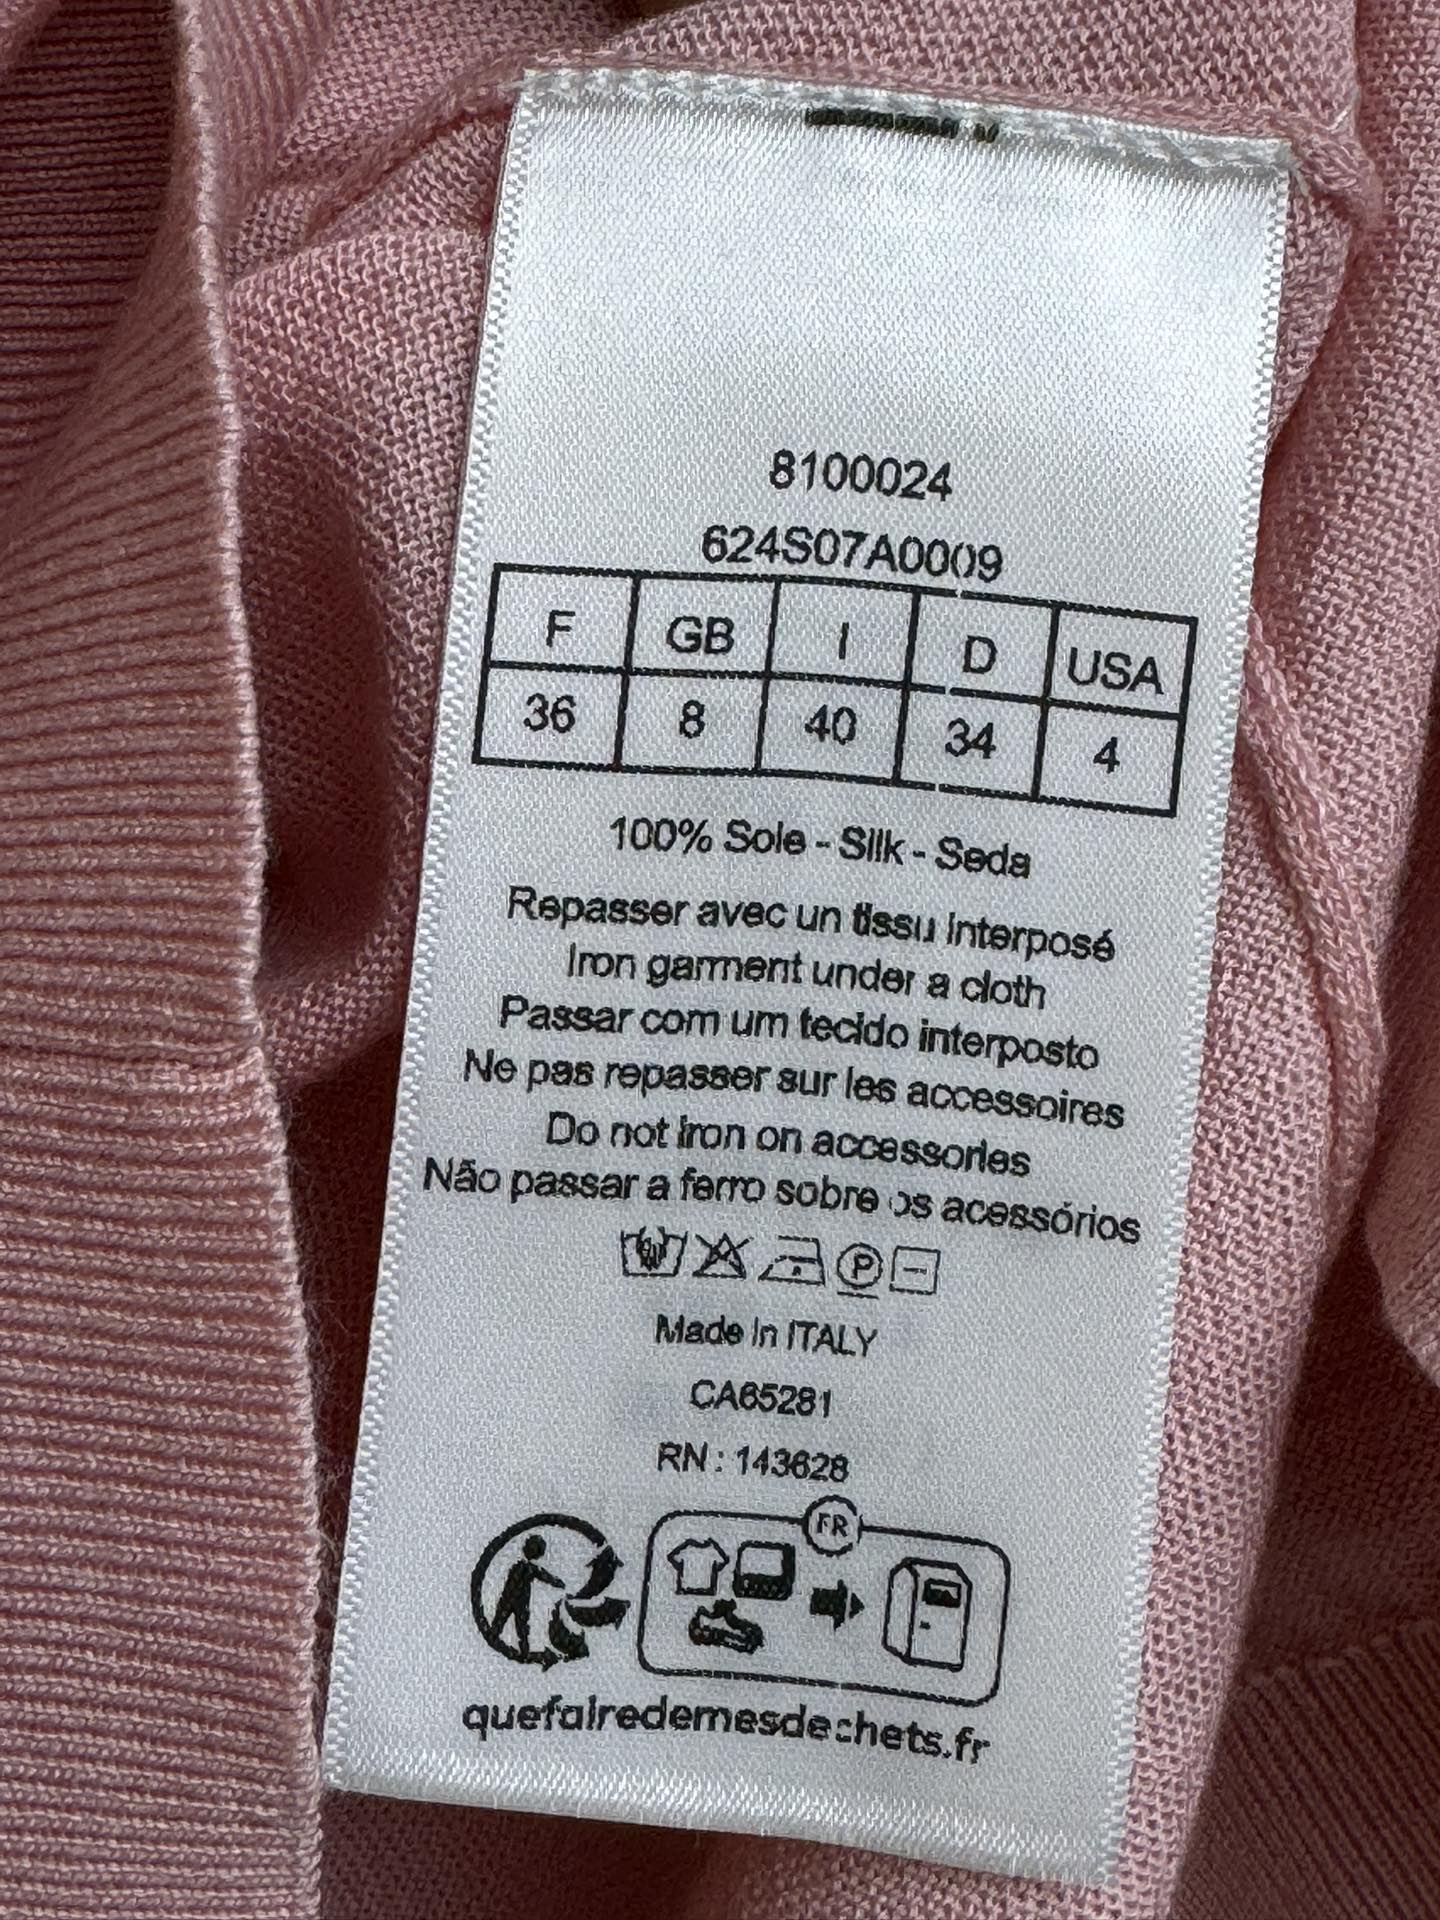 8100024
624S07A0009
F GB I D USA
36 8 40 34 4
100% Soie - Silk - Seda
Repasser avec un tissu interposé
Iron garment under a cloth
Passar com um tecido interposto
Ne pas repasser sur les accessoires
Do not iron on accessories
Não passar a ferro sobre os acessórios
P
Made in ITALY
CA65281
RN : 143628
FR
quefairedemesdechets.fr